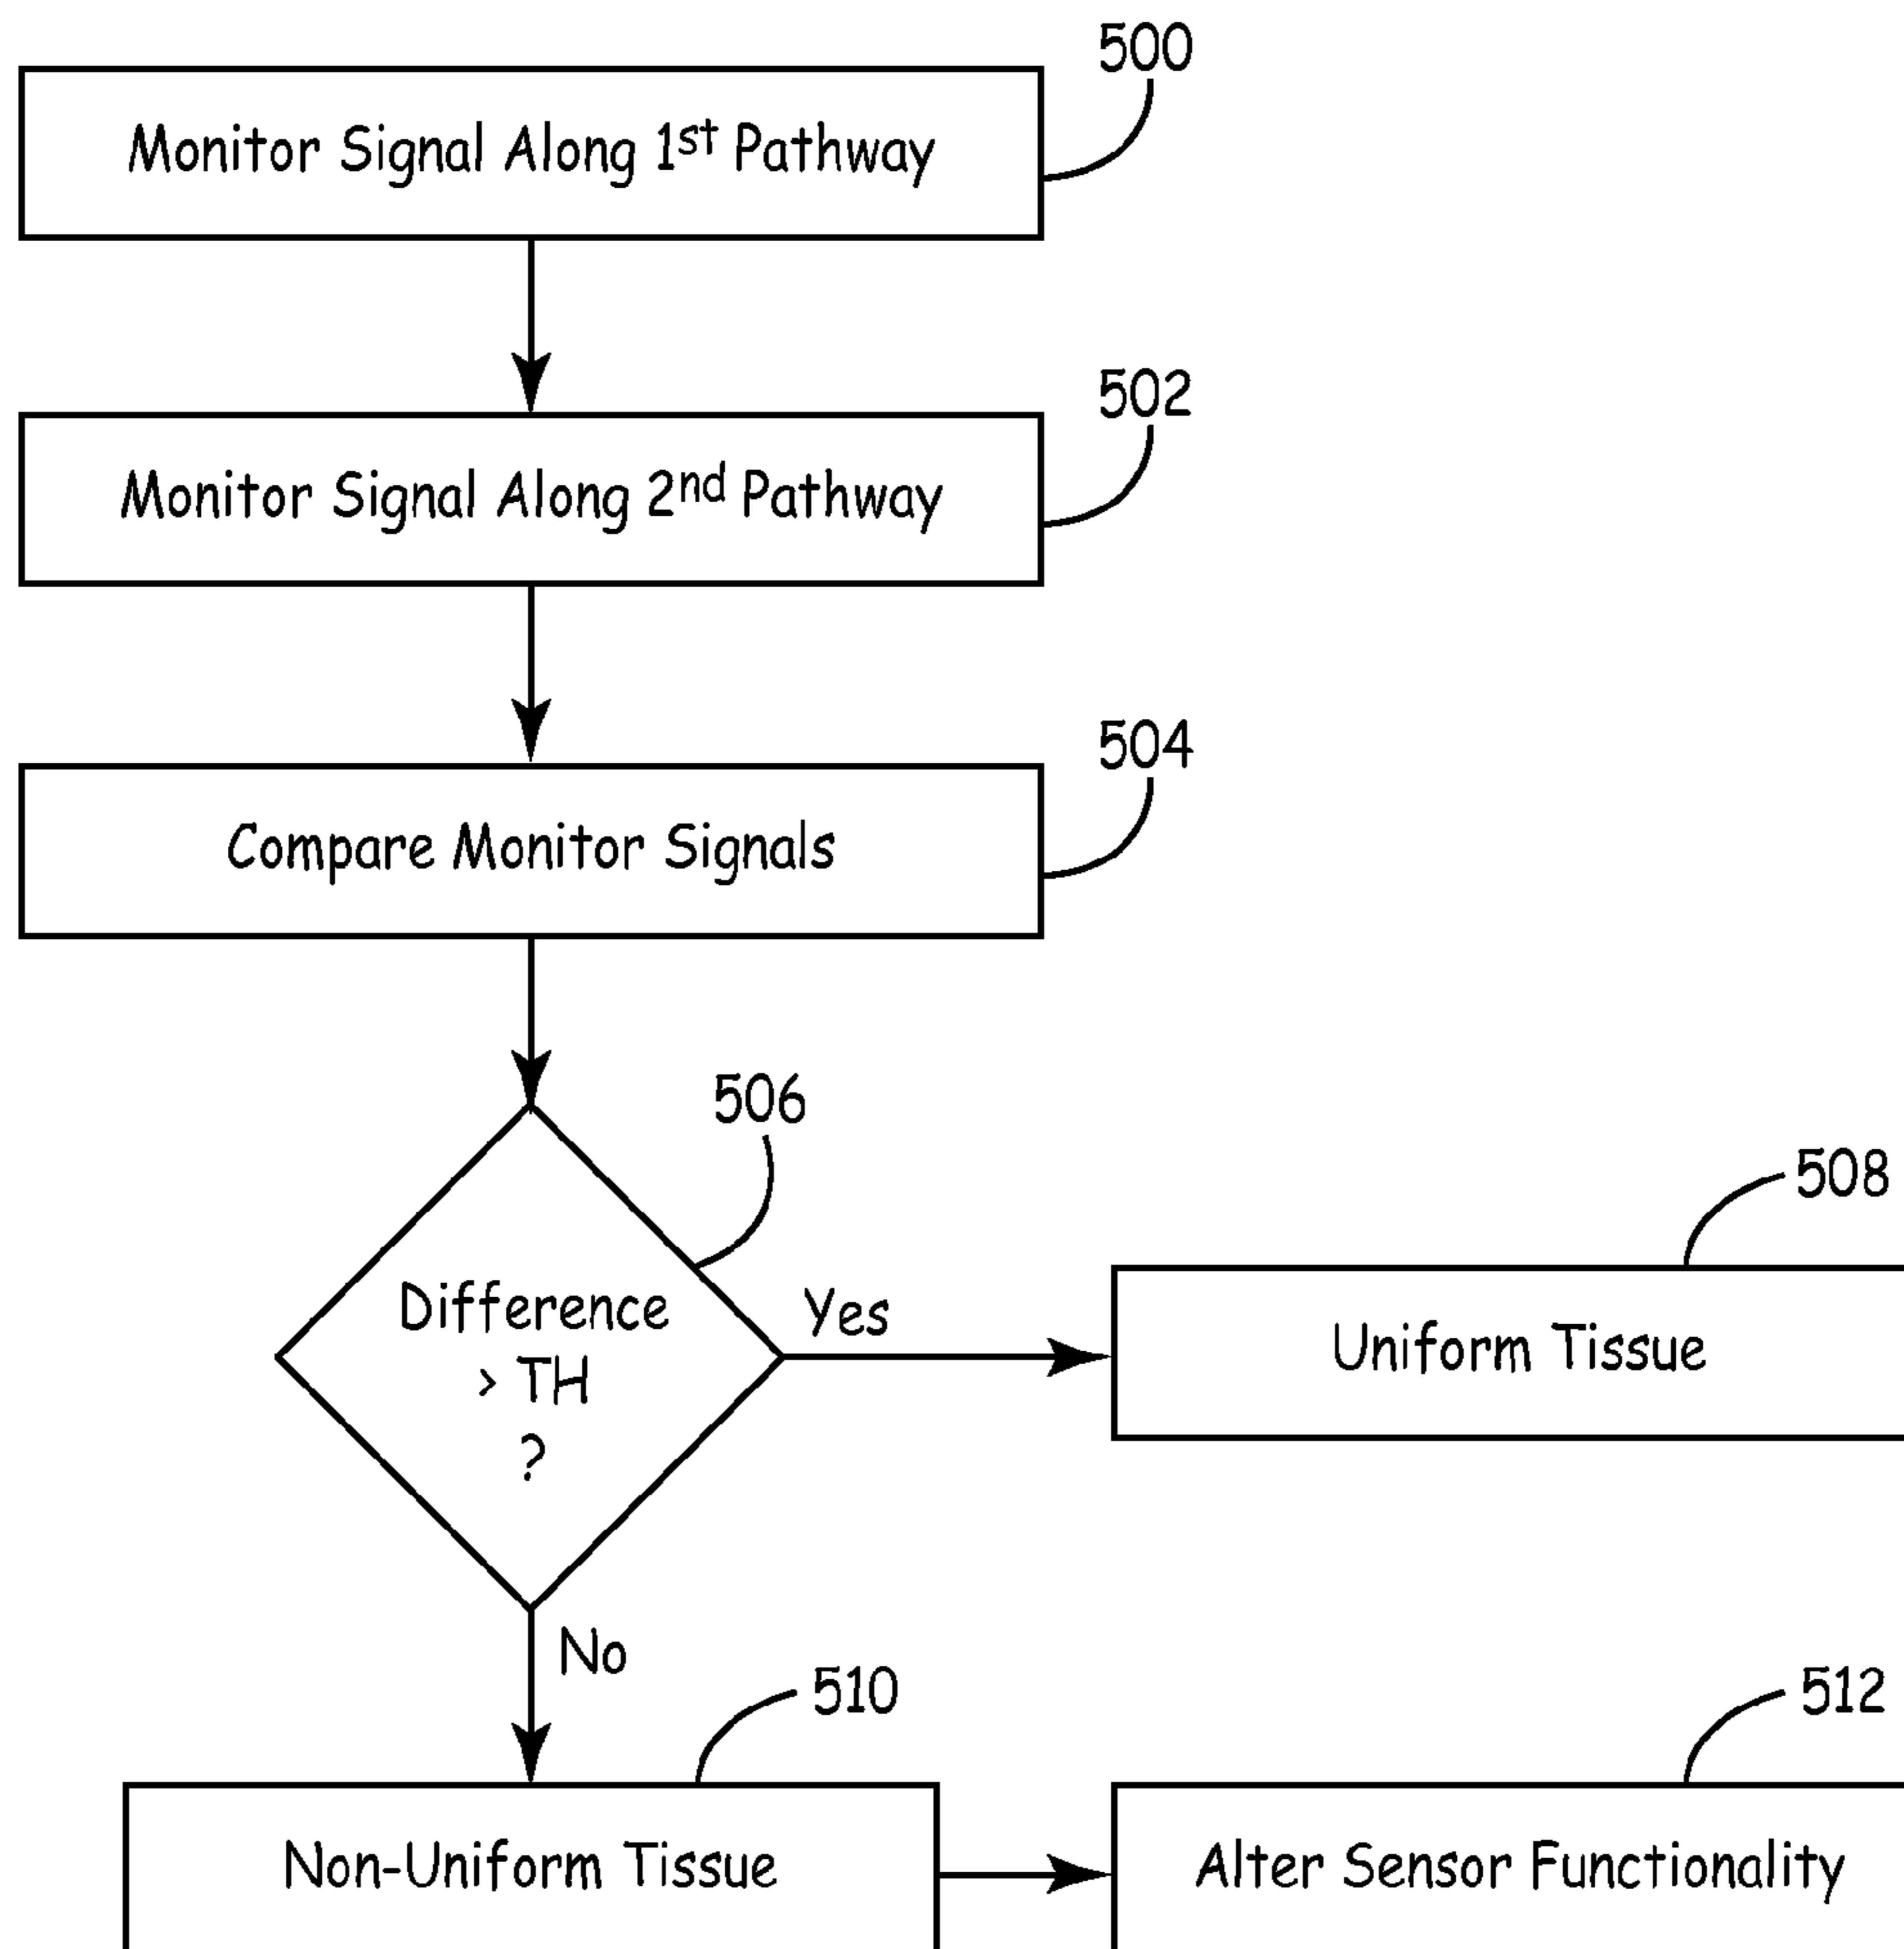 500
Monitor Signal Along 1st Pathway
502
Monitor Signal Along 2nd Pathway
504
Compare Monitor Signals
506
Difference
> TH
?
Yes
508
Uniform Tissue
No
510
Non-Uniform Tissue
512
Alter Sensor Functionality